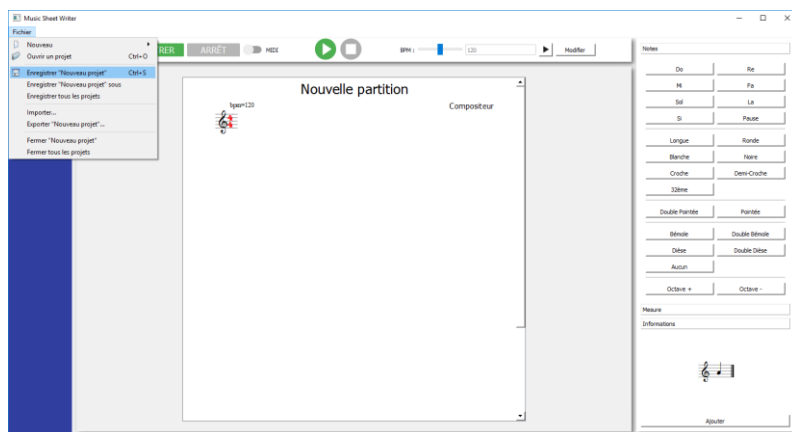 Music Sheet Writer
Fichier
Nouveau
Ouvrir un projet Ctrl+O
Enregistrer "Nouveau projet" Ctrl+S
Enregistrer "Nouveau projet" sous
Enregistrer tous les projets
Importer...
Exporter "Nouveau projet"...
Fermer "Nouveau projet"
Fermer tous les projets
RER ARRÊT MIDI BPM : 120 Modifier
Nouvelle partition
bpm=120
Compositeur
Notes
Do Re
Mi Fa
Sol La
Si Pause
Longue Ronde
Blanche Noire
Croche Demi-Croche
32ème
Double Pointée Pointée
Bémole Double Bémole
Dièse Double Dièse
Aucun
Octave + Octave -
Mesure
Informations
Ajouter